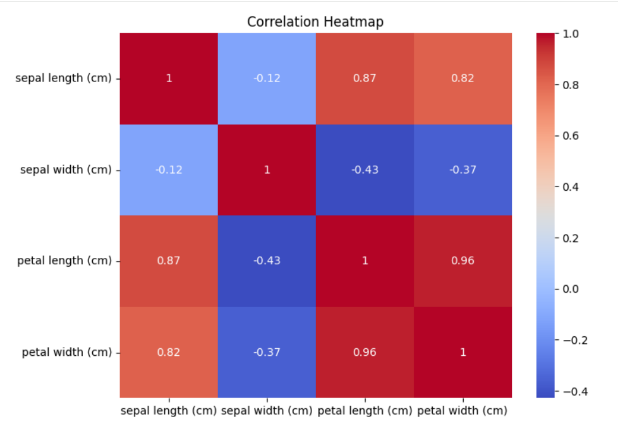 Correlation Heatmap
sepal length (cm) 1 -0.12 0.87 0.82
sepal width (cm) -0.12 1 -0.43 -0.37
petal length (cm) 0.87 -0.43 1 0.96
petal width (cm) 0.82 -0.37 0.96 1
sepal length (cm) sepal width (cm) petal length (cm) petal width (cm)
1.0
0.8
0.6
0.4
0.2
0.0
−0.2
−0.4